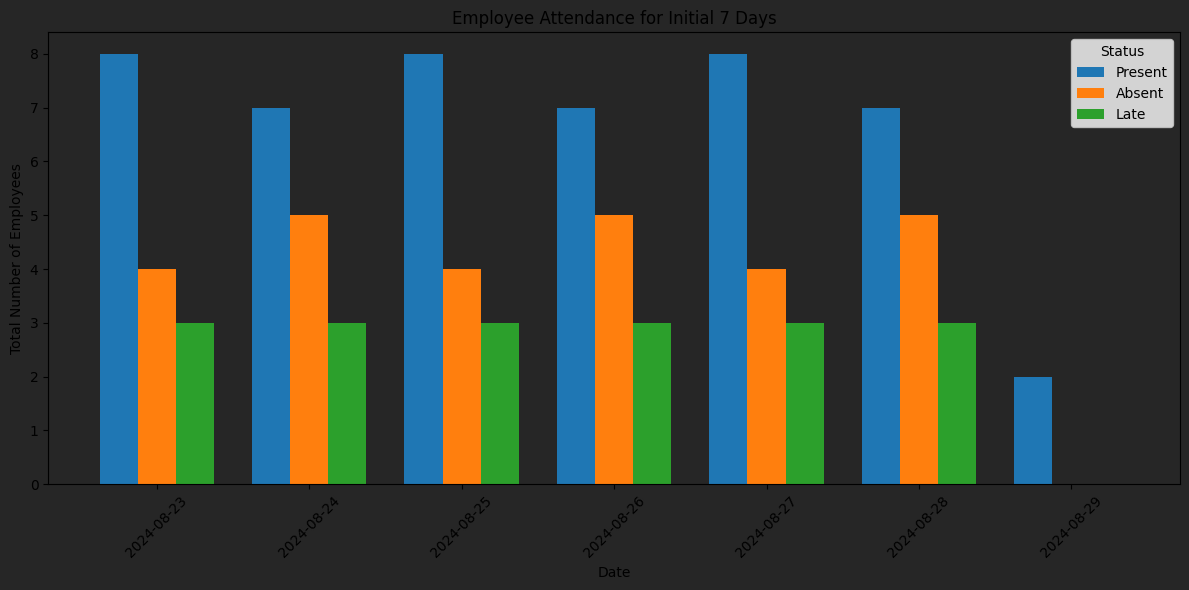 Employee Attendance for Initial 7 Days
Status
Present
Absent
Late
Total Number of Employees
8
7
6
5
4
3
2
1
0
2024-08-23
2024-08-24
2024-08-25
2024-08-26
2024-08-27
2024-08-28
2024-08-29
Date